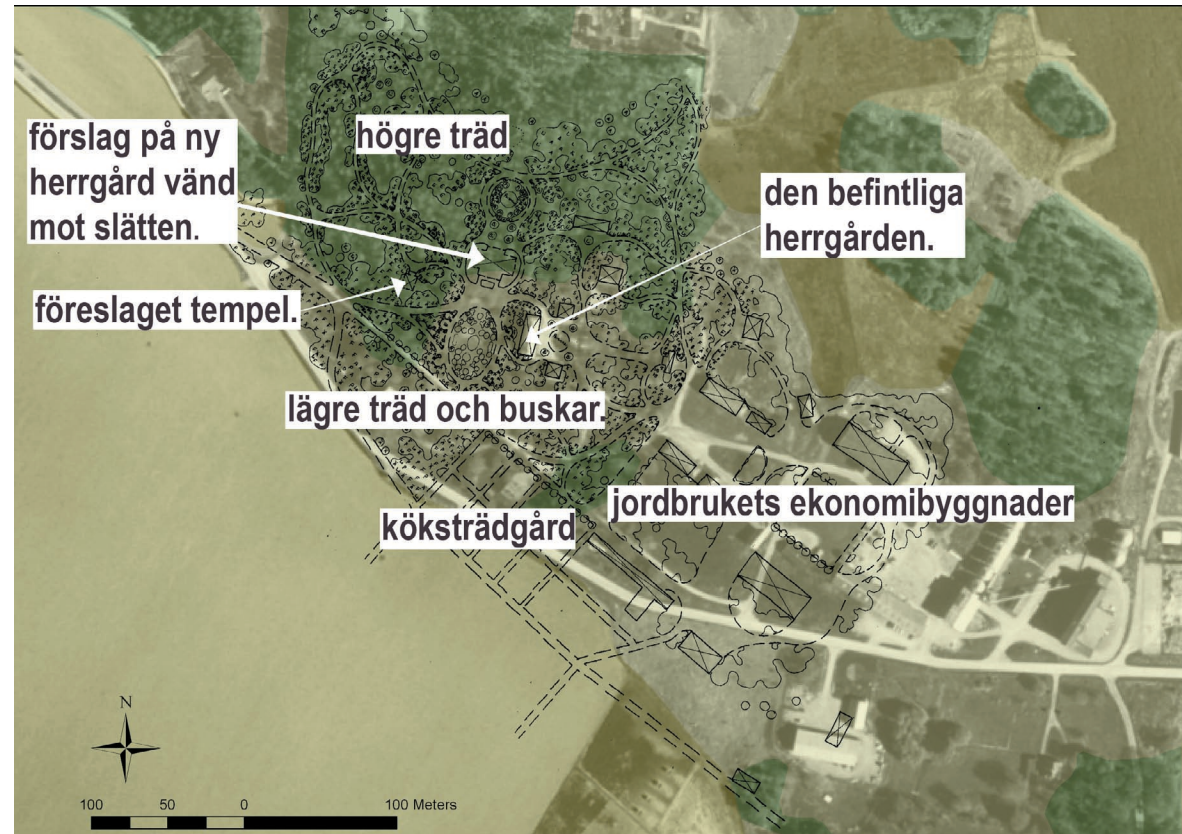 högre träd
förslag på ny
herrgård vänd
mot slätten.
den befintliga
herrgården.
föreslaget tempel.
lägre träd och buskar.
jordbrukets ekonomibyggnader
köksträdgård
N
100 50 0 100 Meters